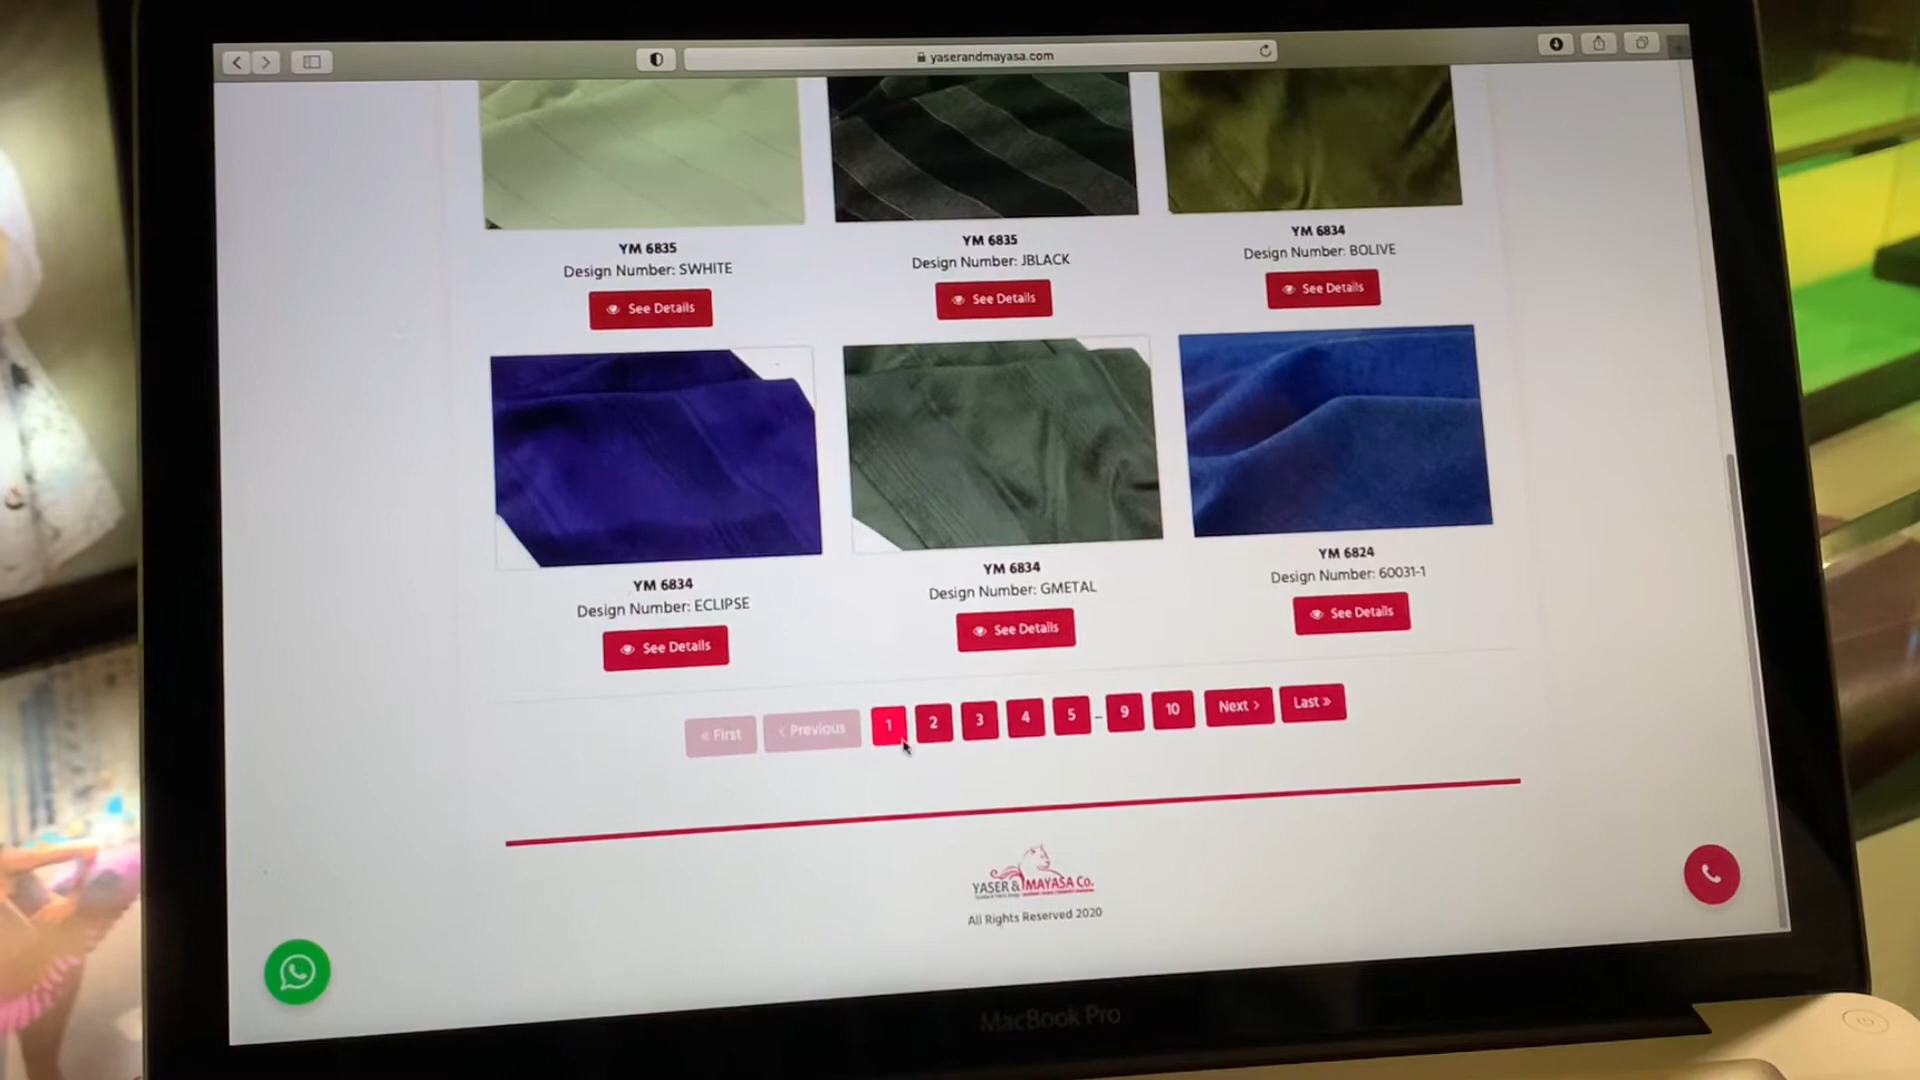 yaserandmayasa.com
YM 6835
Design Number: SWHITE
See Details
YM 6835
Design Number: JBLACK
See Details
YM 6834
Design Number: BOLIVE
See Details
YM 6834
Design Number: ECLIPSE
See Details
YM 6834
Design Number: GMETAL
See Details
YM 6824
Design Number: 60031-1
See Details
« First ‹ Previous 1 2 3 4 5 ... 9 10 Next › Last »
YASER & MAYASA Co.
All Rights Reserved 2020
MacBook Pro